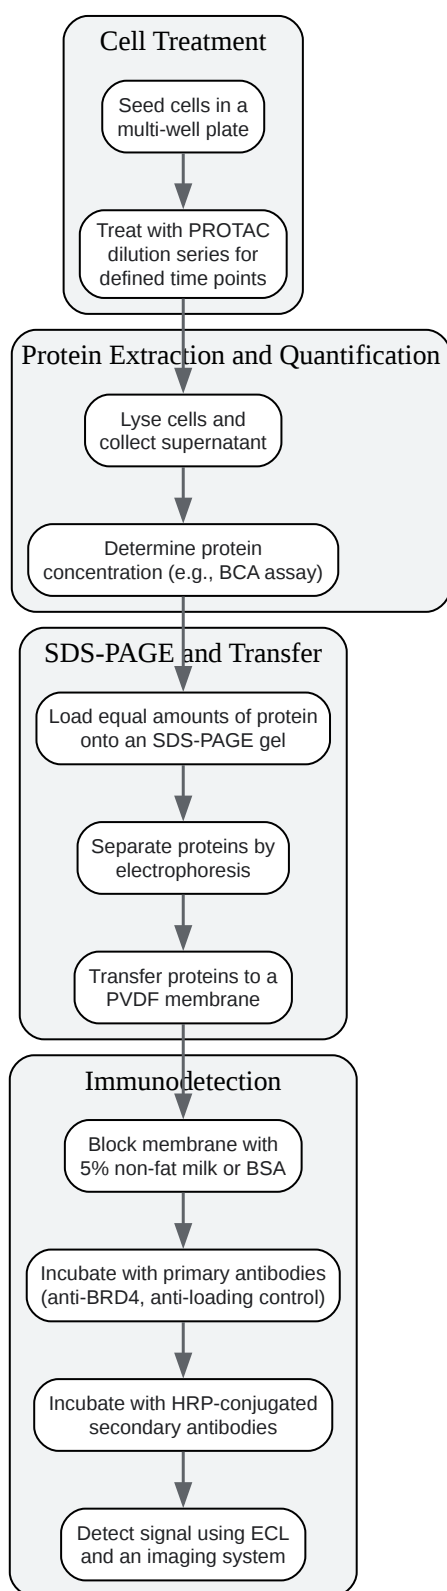 Cell Treatment
Seed cells in a
multi-well plate
Treat with PROTAC
dilution series for
defined time points
Protein Extraction and Quantification
Lyse cells and
collect supernatant
Determine protein
concentration (e.g., BCA assay)
SDS-PAGE and Transfer
Load equal amounts of protein
onto an SDS-PAGE gel
Separate proteins by
electrophoresis
Transfer proteins to a
PVDF membrane
Immunodetection
Block membrane with
5% non-fat milk or BSA
Incubate with primary antibodies
(anti-BRD4, anti-loading control)
Incubate with HRP-conjugated
secondary antibodies
Detect signal using ECL
and an imaging system